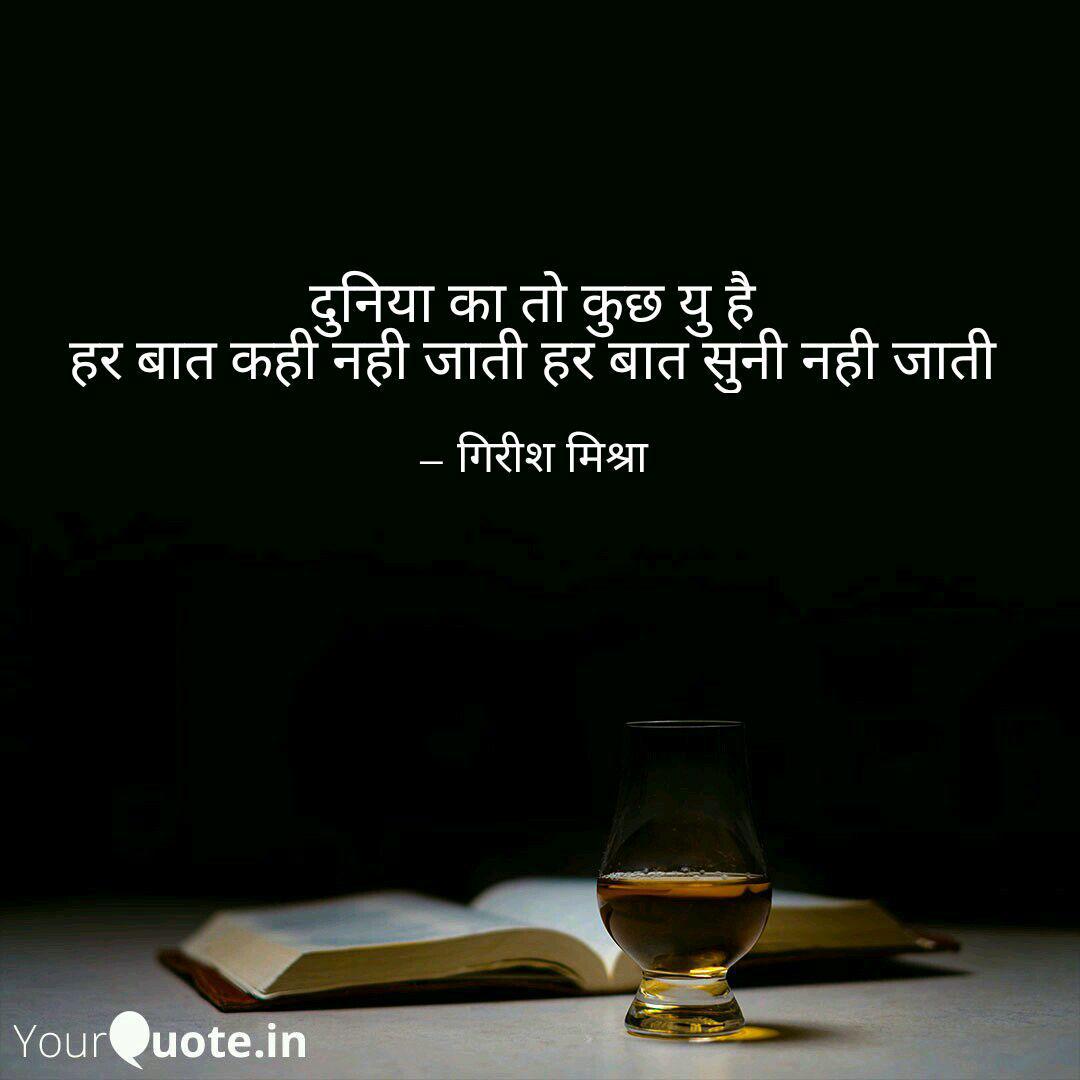 दुनिया का तो कुछ यु है
हर बात कही नही जाती हर बात सुनी नही जाती
– गिरीश मिश्रा
YourQuote.in